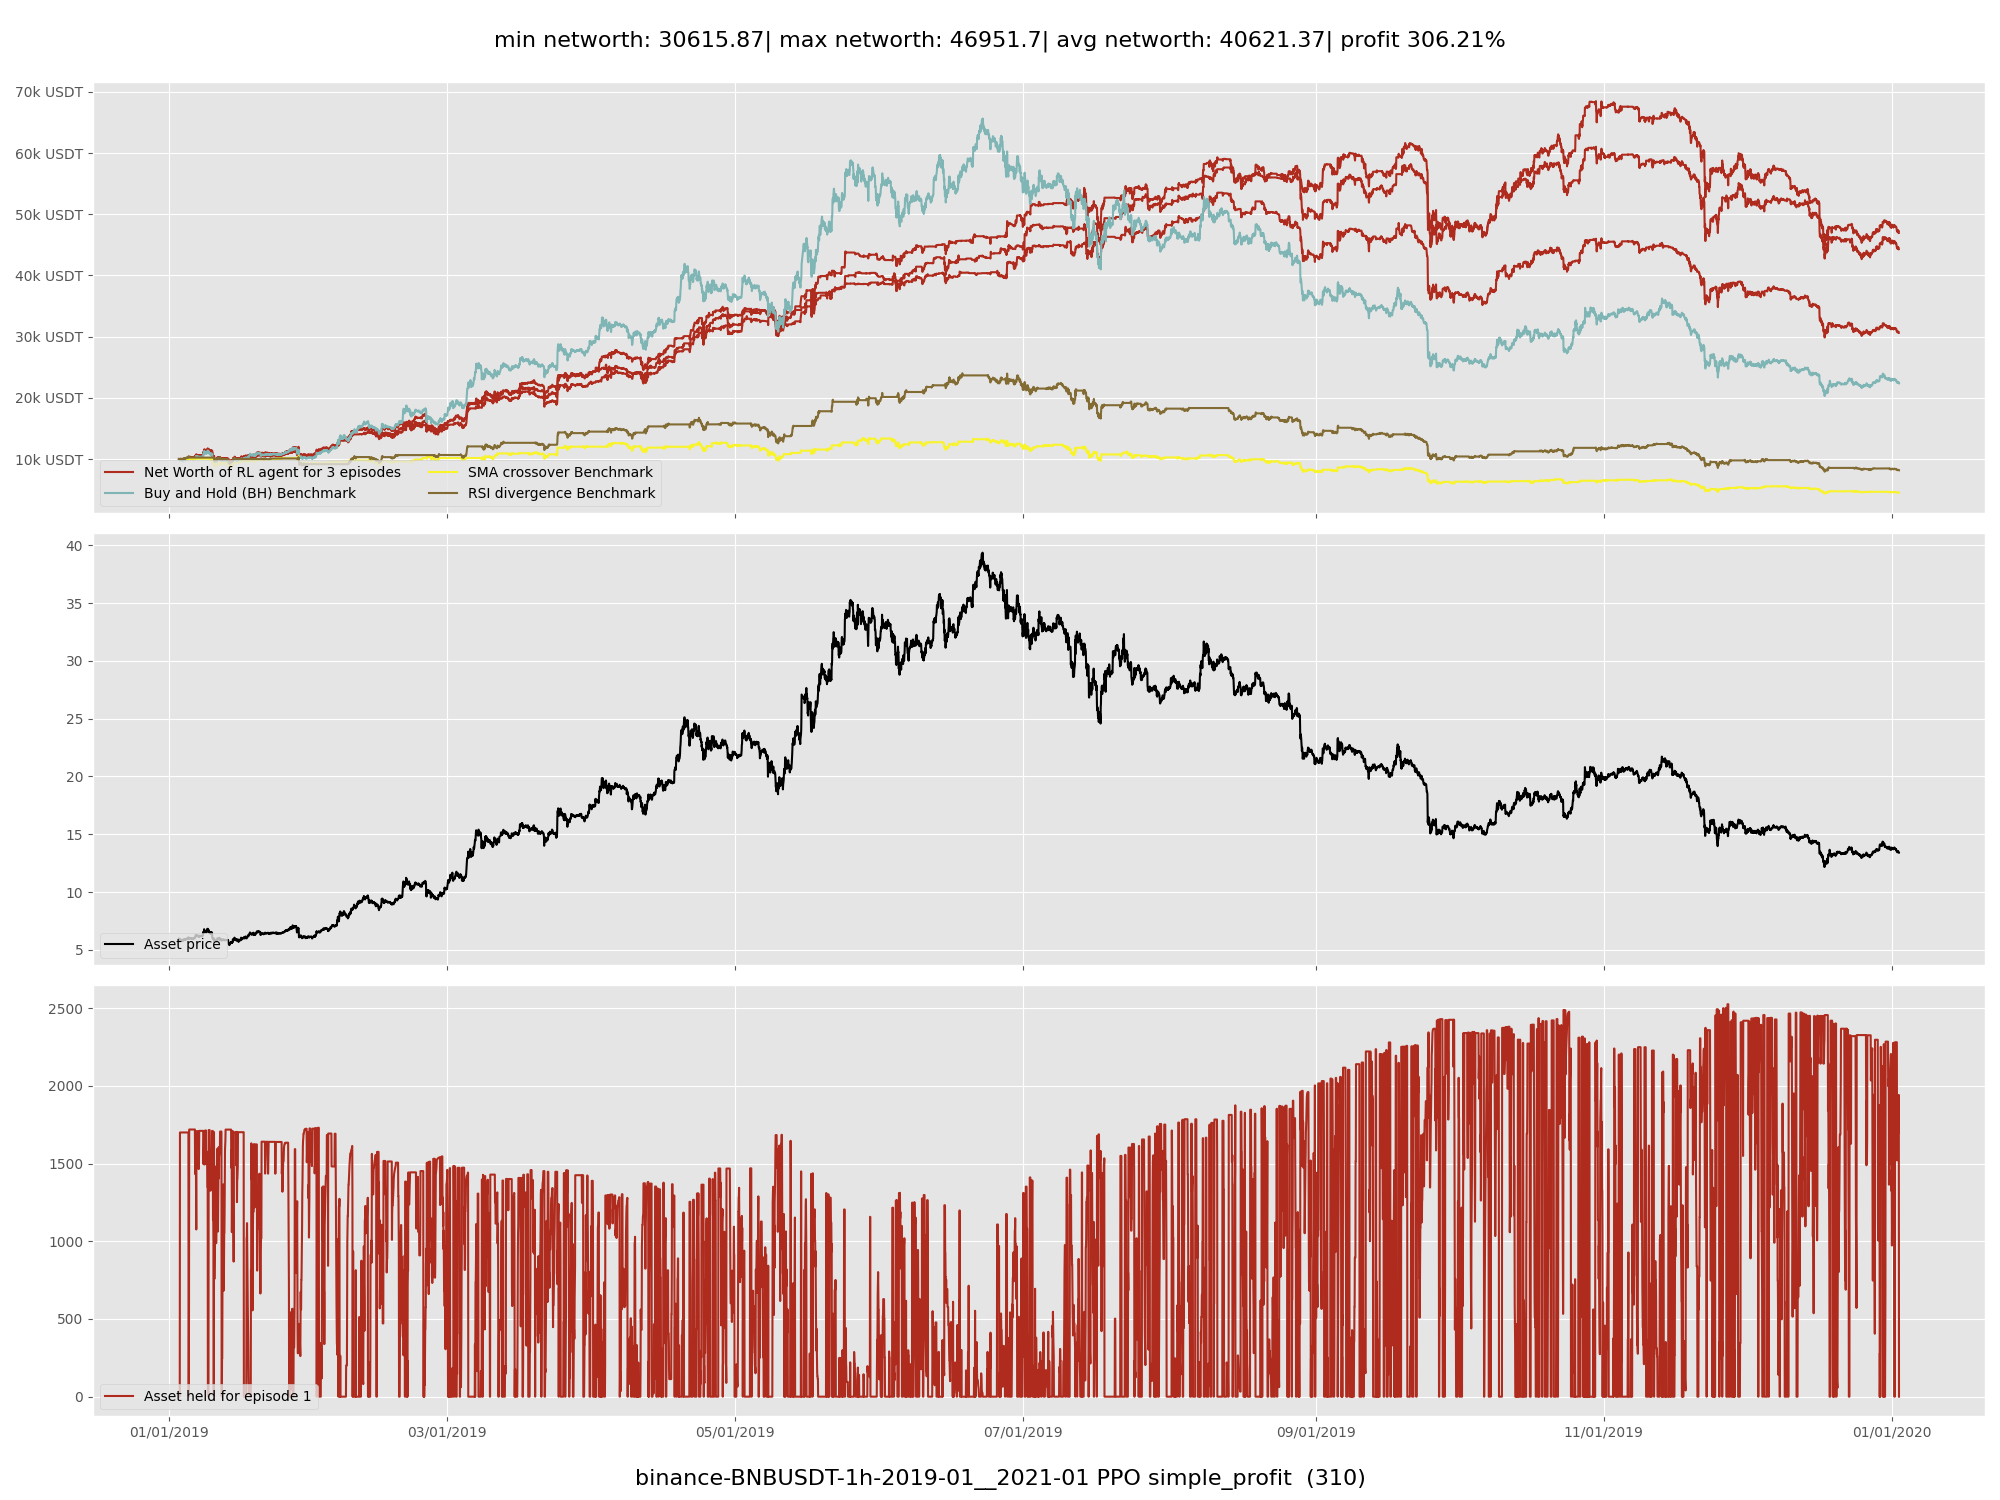 min networth: 30615.87| max networth: 46951.7| avg networth: 40621.37| profit 306.21%
70k USDT
60k USDT
50k USDT
40k USDT
30k USDT
20k USDT
10k USDT
Net Worth of RL agent for 3 episodes
Buy and Hold (BH) Benchmark
SMA crossover Benchmark
RSI divergence Benchmark
40
35
30
25
20
15
10
5
Asset price
2500
2000
1500
1000
500
0
Asset held for episode 1
01/01/2019 03/01/2019 05/01/2019 07/01/2019 09/01/2019 11/01/2019 01/01/2020
binance-BNBUSDT-1h-2019-01__2021-01 PPO simple_profit (310)